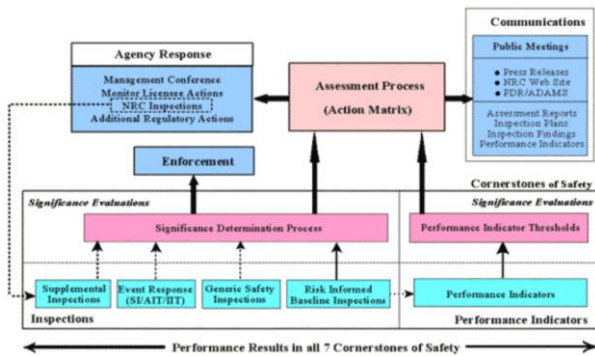 Communications
Public Meetings
● Press Releases
● NRC Web Site
● PDR/ADAMS
Assessment Reports
Inspection Plans
Inspection Findings
Performance Indicators
Agency Response
Management Conference
Monitor Licensee Actions
NRC Inspections
Additional Regulatory Actions
Assessment Process
(Action Matrix)
Enforcement
Cornerstones of Safety
Significance Evaluations
Significance Evaluations
Significance Determination Process
Performance Indicator Thresholds
Supplemental
Inspections
Event Response
(SI/AIT/IIT)
Generic Safety
Inspections
Risk Informed
Baseline Inspections
Performance Indicators
Inspections
Performance Indicators
Performance Results in all 7 Cornerstones of Safety